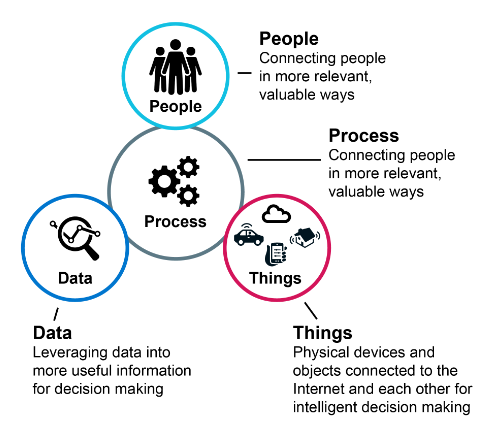 People
Connecting people
in more relevant,
valuable ways
People
Process
Connecting people
in more relevant,
valuable ways
Process
Data
Things
Data
Leveraging data into
more useful information
for decision making
Things
Physical devices and
objects connected to the
Internet and each other for
intelligent decision making